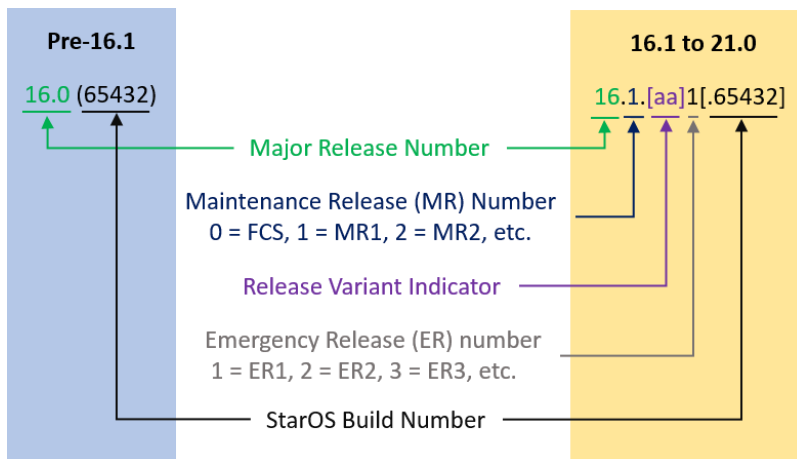 Pre-16.1
16.1 to 21.0
16.0 (65432)
16.1.[aa]1[.65432]
Major Release Number
Maintenance Release (MR) Number
0 = FCS, 1 = MR1, 2 = MR2, etc.
Release Variant Indicator
Emergency Release (ER) number
1 = ER1, 2 = ER2, 3 = ER3, etc.
StarOS Build Number